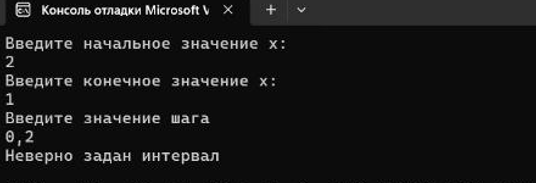 Консоль отладки Microsoft V
Введите начальное значение x:
2
Введите конечное значение x:
1
Введите значение шага
0,2
Неверно задан интервал